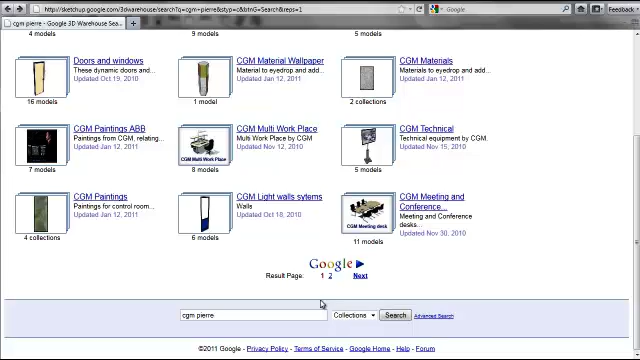 http://sketchup.google.com/3dwarehouse/search?q=cgm+pierre&styp=c&btnG=Search&reps=1
Google
Feedback
cgm pierre - Google 3D Warehouse Sea...
4 models
9 models
5 models
Doors and windows
These dynamic doors and...
Updated Oct 19, 2010
16 models
CGM Material Wallpaper
Material to eyedrop and add...
Updated Jan 12, 2011
1 model
CGM Materials
Materials to eyedrop and add...
Updated Jan 12, 2011
2 collections
CGM Paintings ABB
Paintings from CGM, relating...
Updated Jan 12, 2011
7 models
CGM Multi Work Place
Multi Work Place by CGM
Updated Nov 12, 2010
CGM Multi Work Place
8 models
CGM Technical
Technical equipment by CGM.
Updated Nov 15, 2010
5 models
CGM Paintings
Paintings for control room...
Updated Jan 12, 2011
4 collections
CGM Light walls sytems
Walls
Updated Oct 18, 2010
6 models
CGM Meeting and
Conference...
Meeting and Conference
desks...
Updated Nov 30, 2010
CGM Meeting desk
11 models
Google
Result Page: 1 2 Next
cgm pierre
Collections
Search
Advanced Search
©2011 Google - Privacy Policy - Terms of Service - Google Home - Help - Forum